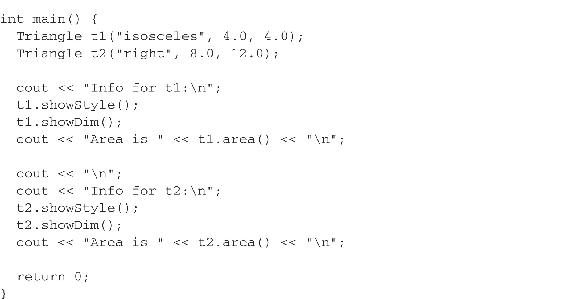 int main() {
  Triangle t1("isosceles", 4.0, 4.0);
  Triangle t2("right", 8.0, 12.0);

  cout << "Info for t1:\n";
  t1.showStyle();
  t1.showDim();
  cout << "Area is " << t1.area() << "\n";

  cout << "\n";
  cout << "Info for t2:\n";
  t2.showStyle();
  t2.showDim();
  cout << "Area is " << t2.area() << "\n";

  return 0;
}